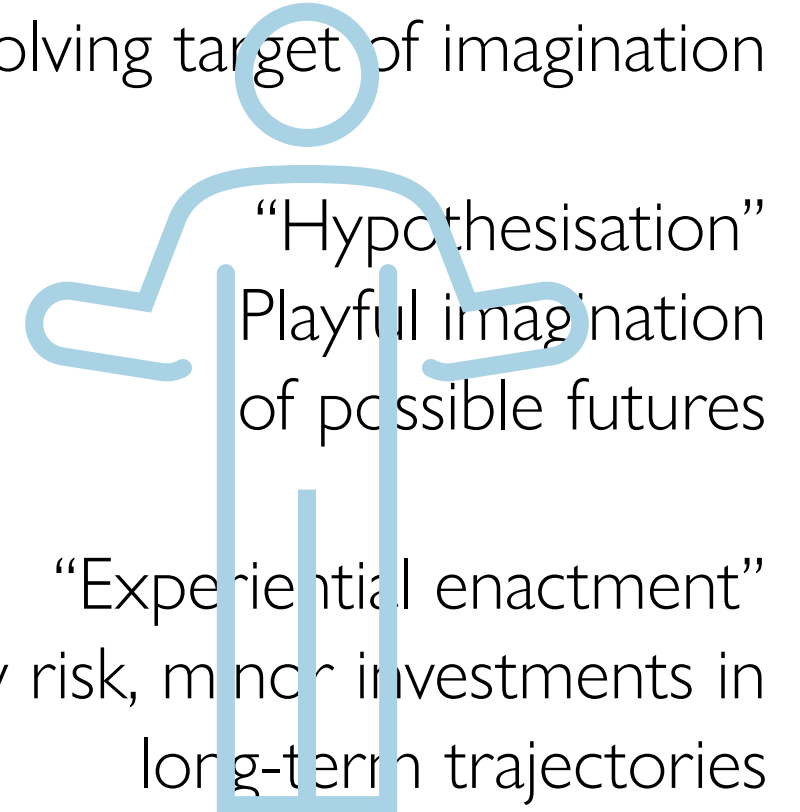 olving target of imagination
“Hypothesisation”
Playful imagination
of possible futures
“Experiential enactment”
risk, minor investments in
long-term trajectories